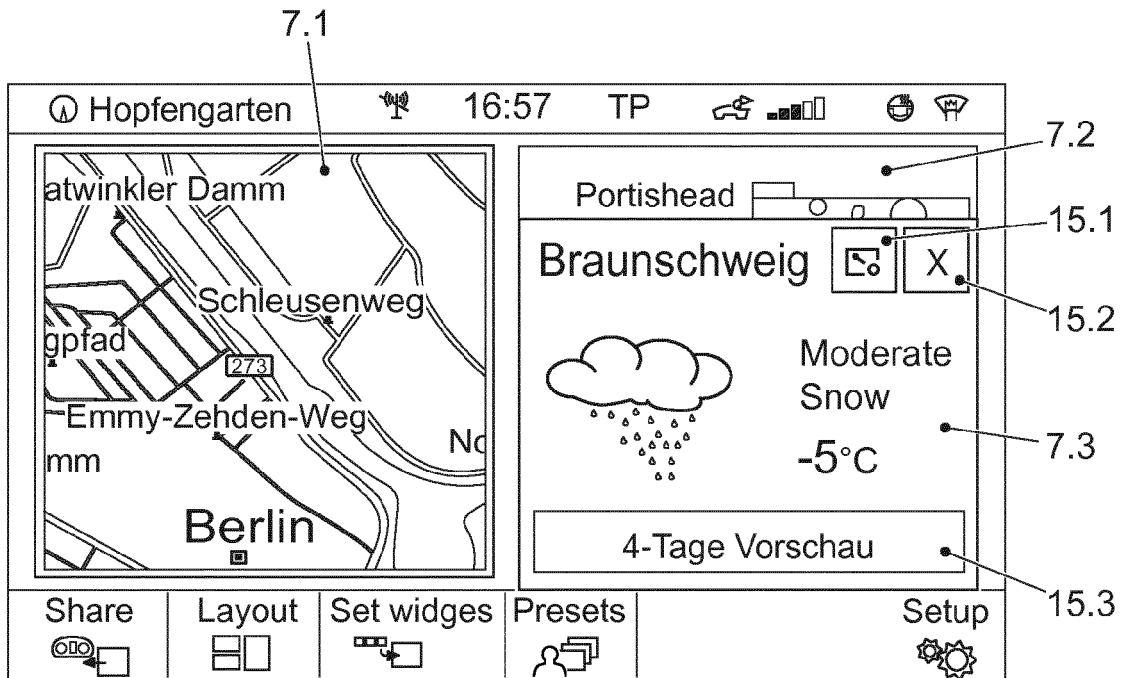 7.1
Hopfengarten 16:57 TP
7.2
Portishead
15.1
Braunschweig X
15.2
atwinkler Damm
Schleusenweg
gpfad
273
Emmy-Zehden-Weg
mm
No
Berlin
Moderate
Snow
-5°C
7.3
4-Tage Vorschau
15.3
Share Layout Set widges Presets Setup